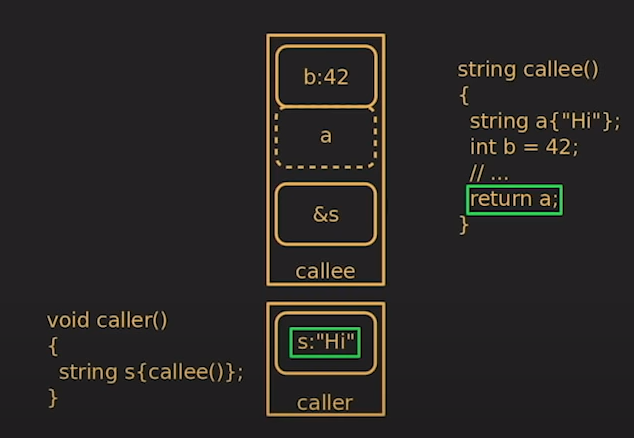 b:42
a
&s
callee
s:"Hi"
caller
string callee()
{
string a{"Hi"};
int b = 42;
// ...
return a;
}
void caller()
{
string s{callee()};
}